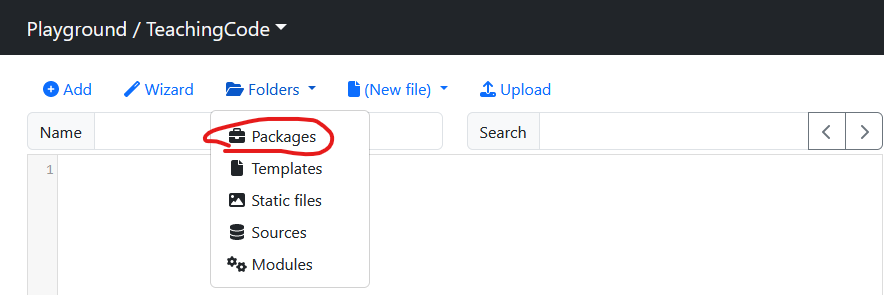 Playground / TeachingCode
Add Wizard Folders (New file) Upload
Name Search
Packages
1 Templates
Static files
Sources
Modules